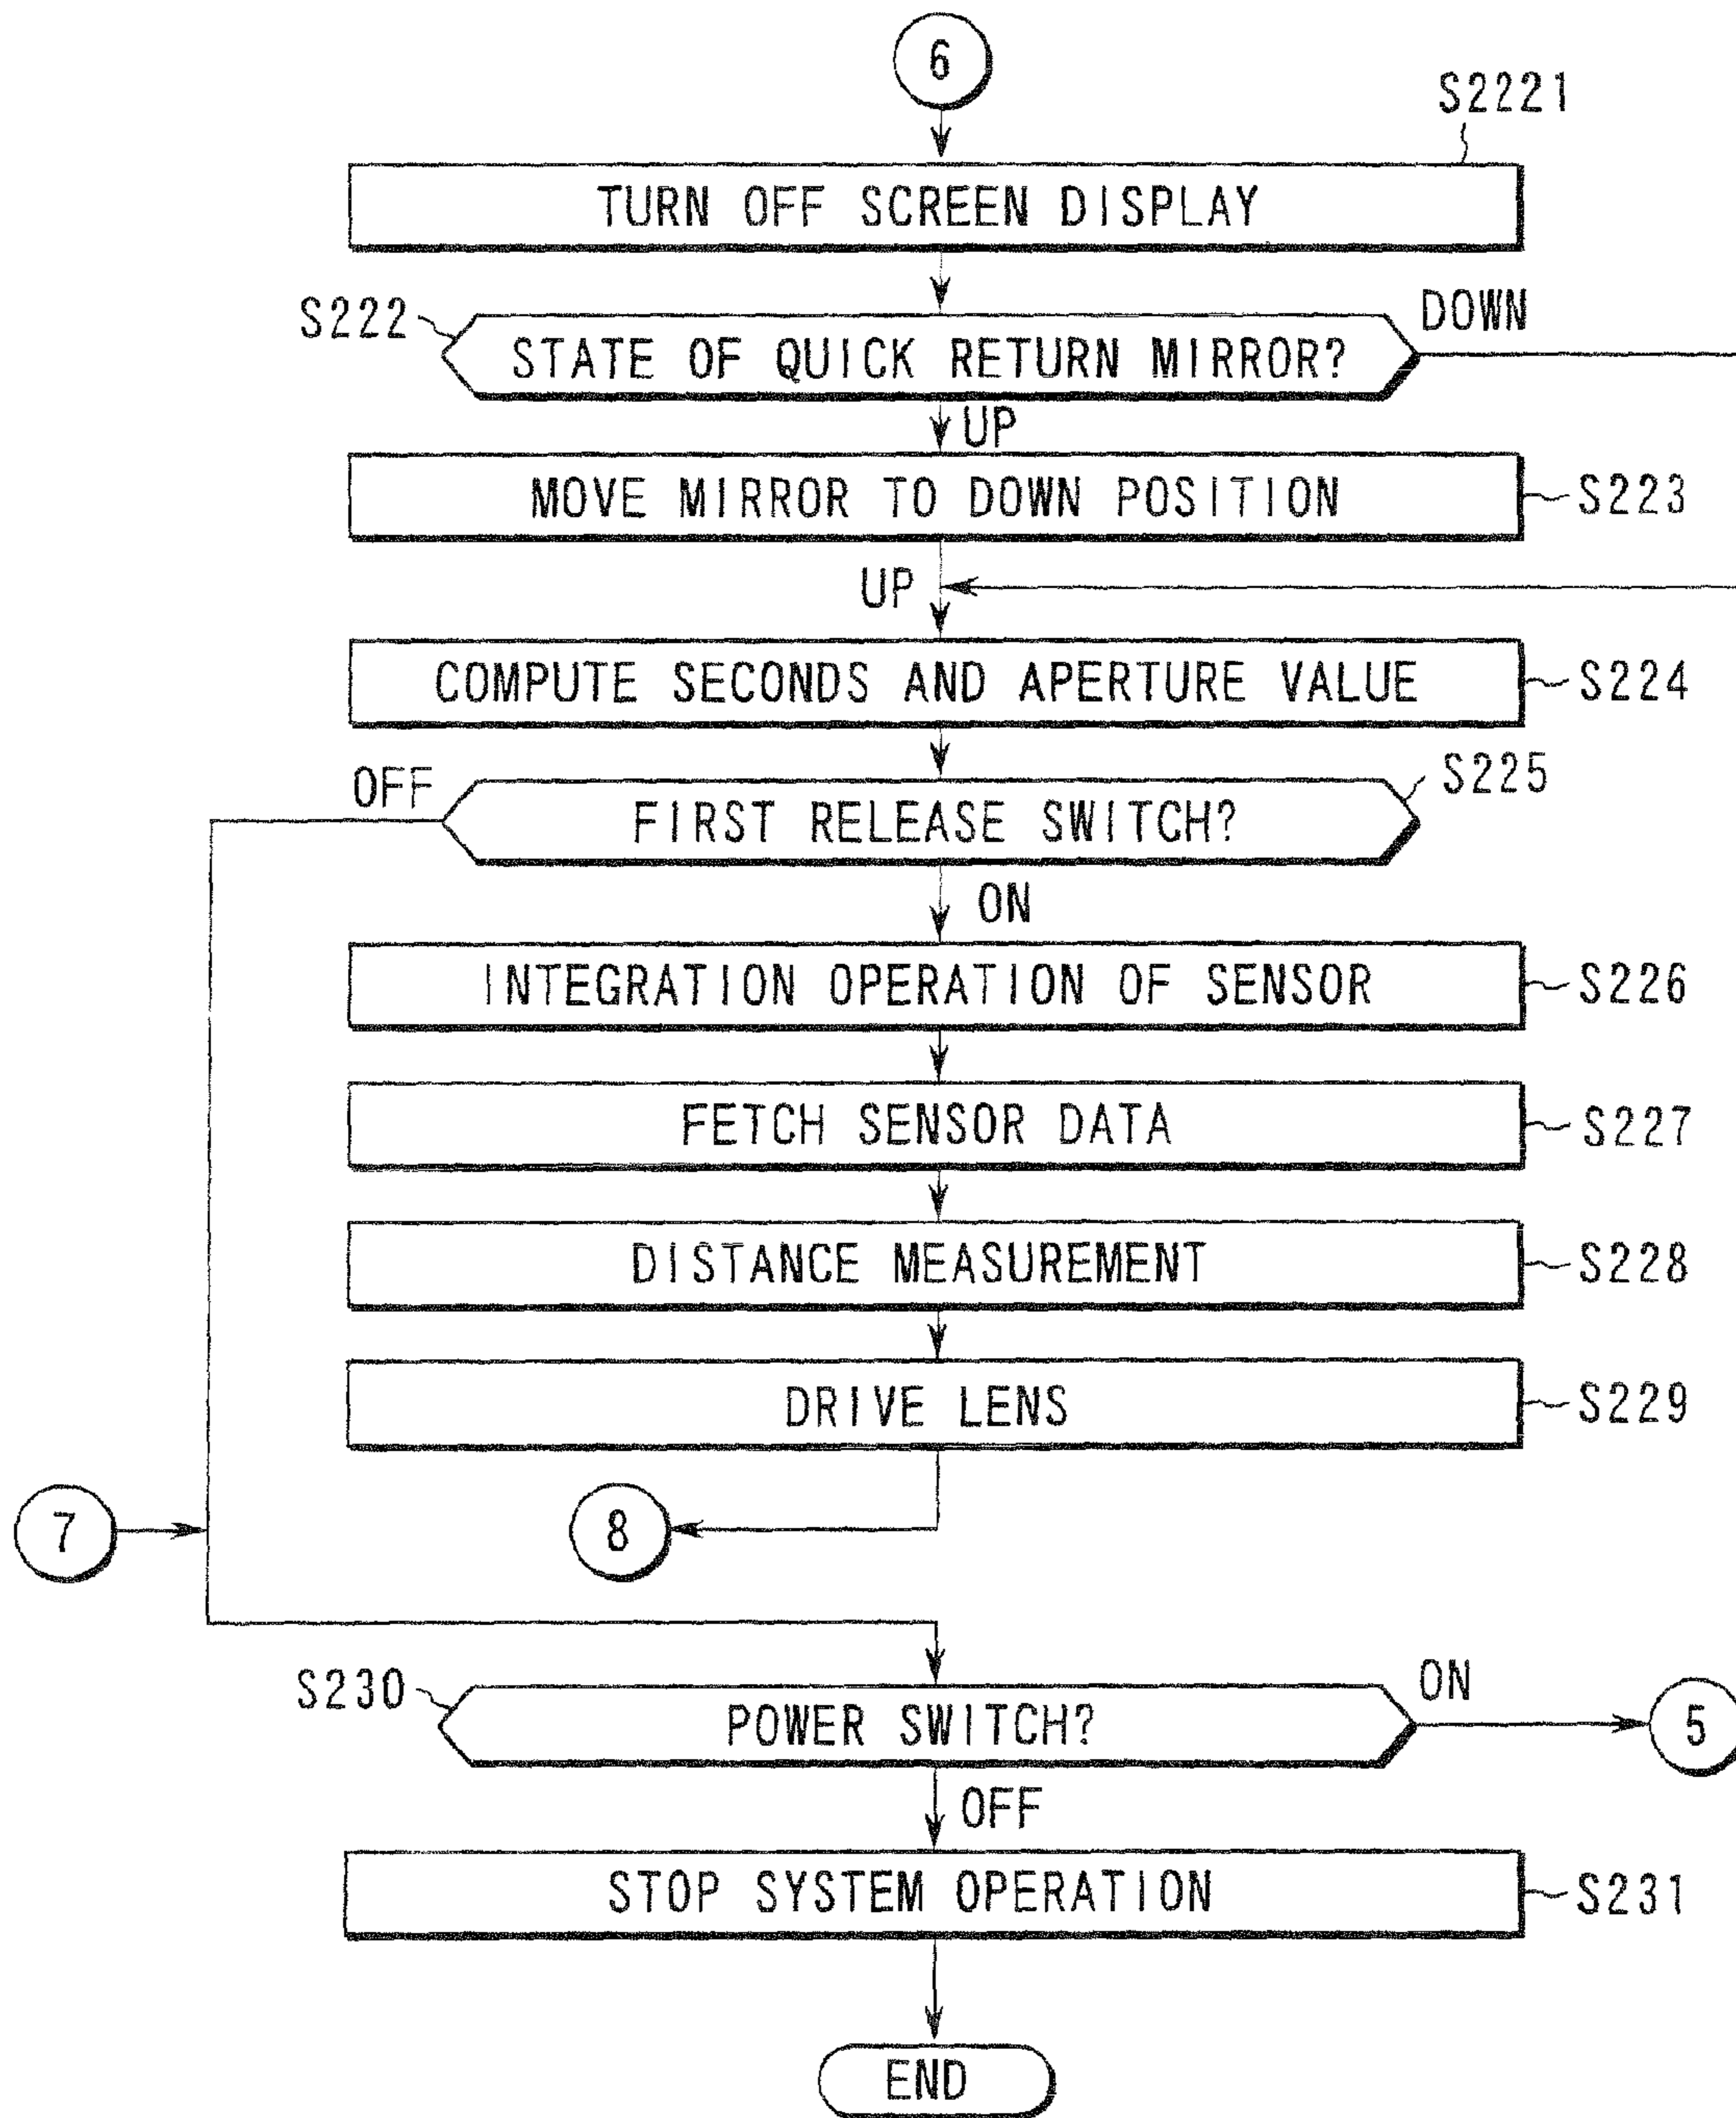 6
S2221
TURN OFF SCREEN DISPLAY
S222
DOWN
STATE OF QUICK RETURN MIRROR?
UP
MOVE MIRROR TO DOWN POSITION
S223
UP
COMPUTE SECONDS AND APERTURE VALUE
S224
OFF
S225
FIRST RELEASE SWITCH?
ON
INTEGRATION OPERATION OF SENSOR
S226
FETCH SENSOR DATA
S227
DISTANCE MEASUREMENT
S228
DRIVE LENS
S229
7
8
S230
ON
POWER SWITCH?
5
OFF
STOP SYSTEM OPERATION
S231
END